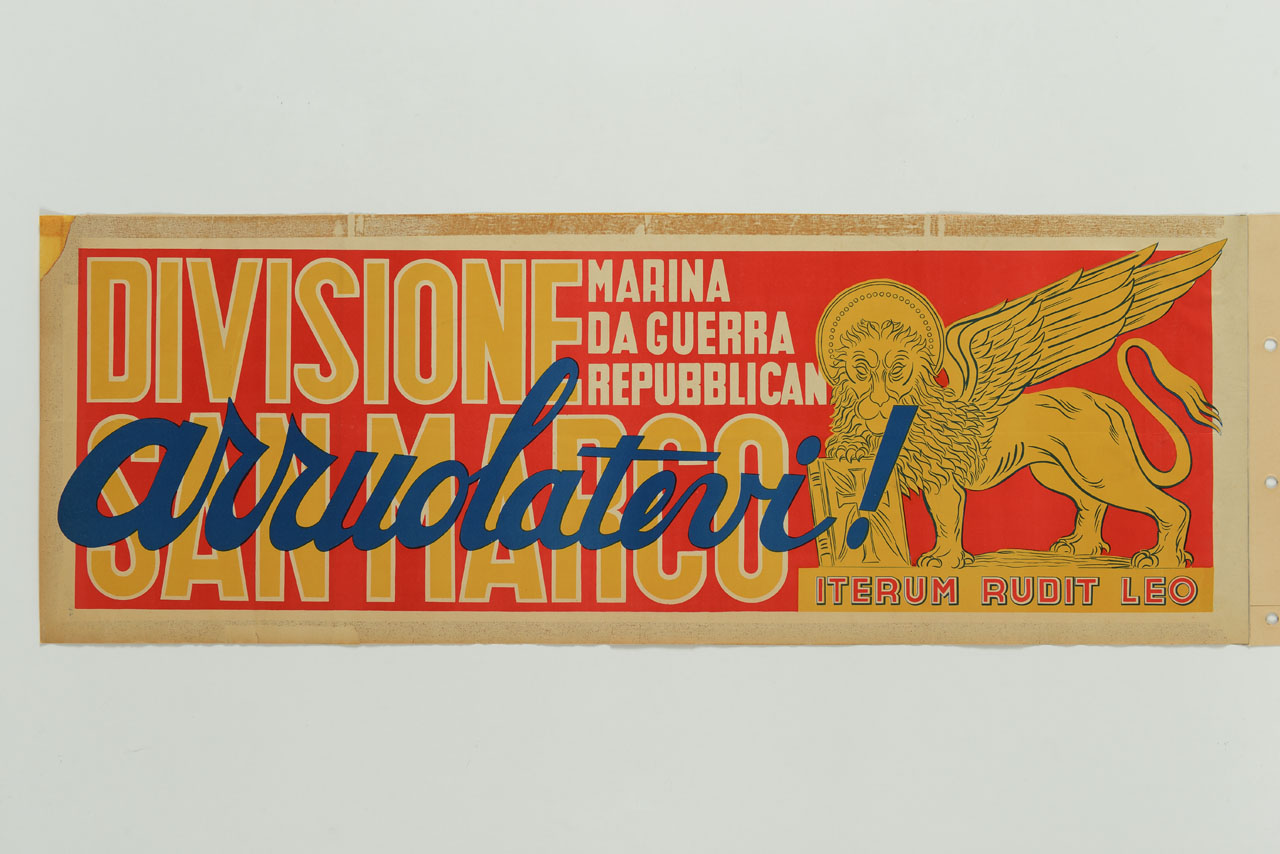 DIVISIONE
MARINA
DA GUERRA
REPUBBLICAN
SAN MARCO
arruolatevi!
ITERUM RUDIT LEO